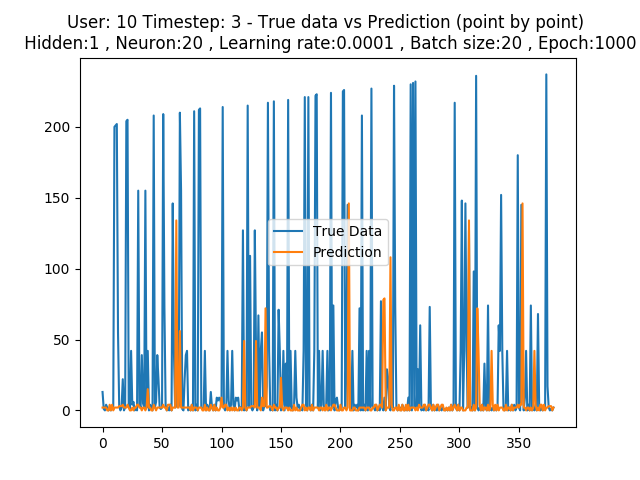 User: 10 Timestep: 3 - True data vs Prediction (point by point)
Hidden:1 , Neuron:20 , Learning rate:0.0001 , Batch size:20 , Epoch:1000
200
150
100
50
0
True Data
Prediction
0 50 100 150 200 250 300 350